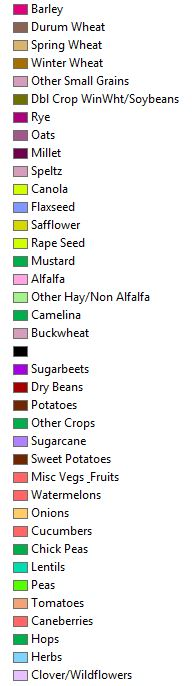 Barley
Durum Wheat
Spring Wheat
Winter Wheat
Other Small Grains
Dbl Crop WinWht/Soybeans
Rye
Oats
Millet
Speltz
Canola
Flaxseed
Safflower
Rape Seed
Mustard
Alfalfa
Other Hay/Non Alfalfa
Camelina
Buckwheat
Sugarbeets
Dry Beans
Potatoes
Other Crops
Sugarcane
Sweet Potatoes
Misc Vegs_Fruits
Watermelons
Onions
Cucumbers
Chick Peas
Lentils
Peas
Tomatoes
Caneberries
Hops
Herbs
Clover/Wildflowers